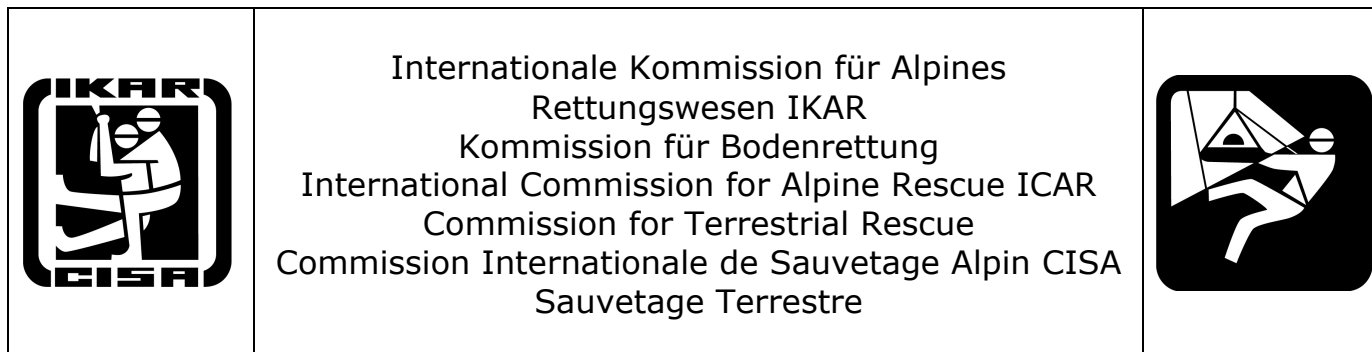 IKAR
CISA
Internationale Kommission für Alpines
Rettungswesen IKAR
Kommission für Bodenrettung
International Commission for Alpine Rescue ICAR
Commission for Terrestrial Rescue
Commission Internationale de Sauvetage Alpin CISA
Sauvetage Terrestre